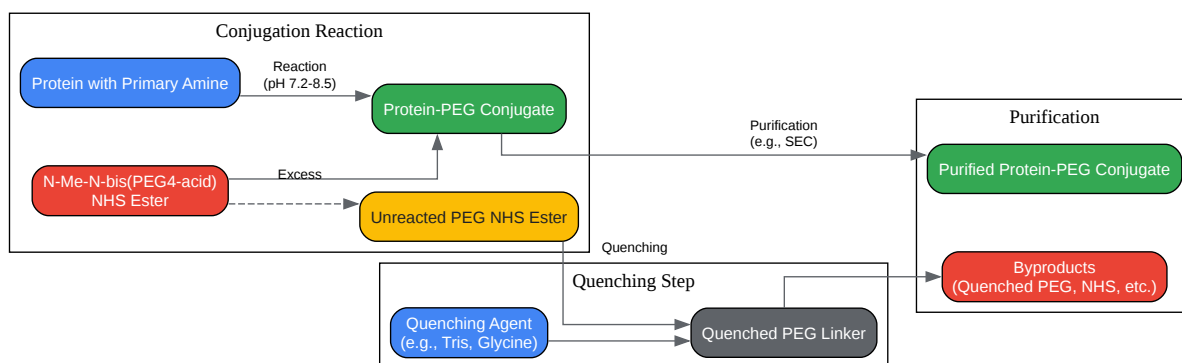 Conjugation Reaction
Protein with Primary Amine
Reaction
(pH 7.2-8.5)
Protein-PEG Conjugate
N-Me-N-bis(PEG4-acid)
NHS Ester
Excess
Unreacted PEG NHS Ester
Purification
(e.g., SEC)
Purification
Purified Protein-PEG Conjugate
Quenching
Quenching Step
Quenching Agent
(e.g., Tris, Glycine)
Quenched PEG Linker
Byproducts
(Quenched PEG, NHS, etc.)